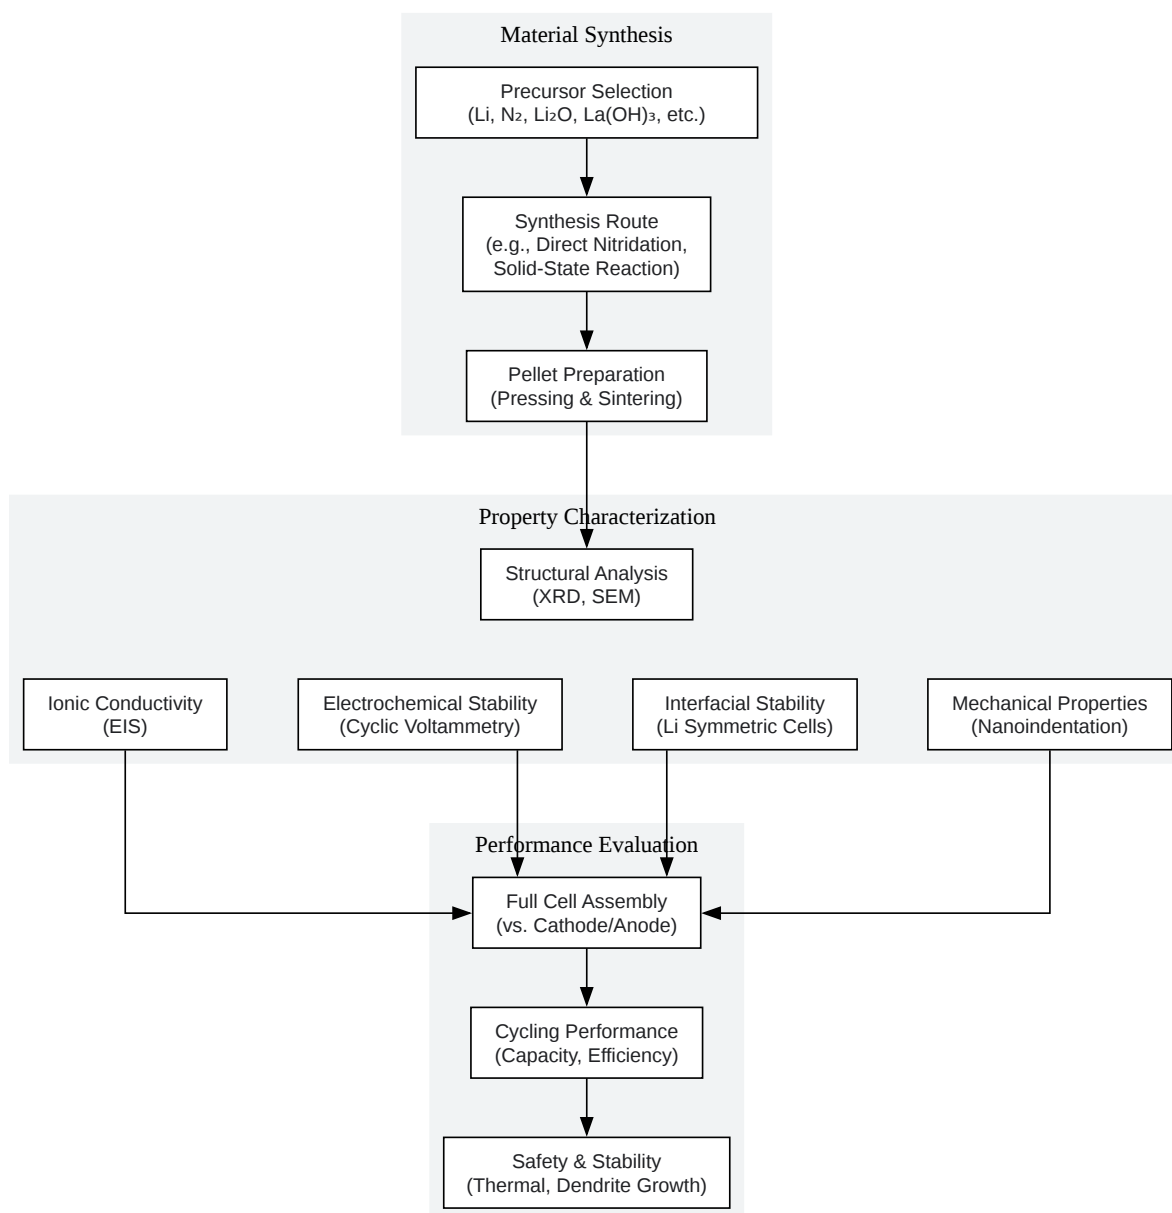 Material Synthesis
Precursor Selection
(Li, N₂, Li₂O, La(OH)₃, etc.)
Synthesis Route
(e.g., Direct Nitridation,
Solid-State Reaction)
Pellet Preparation
(Pressing & Sintering)
Property Characterization
Structural Analysis
(XRD, SEM)
Ionic Conductivity
(EIS)
Electrochemical Stability
(Cyclic Voltammetry)
Interfacial Stability
(Li Symmetric Cells)
Mechanical Properties
(Nanoindentation)
Performance Evaluation
Full Cell Assembly
(vs. Cathode/Anode)
Cycling Performance
(Capacity, Efficiency)
Safety & Stability
(Thermal, Dendrite Growth)